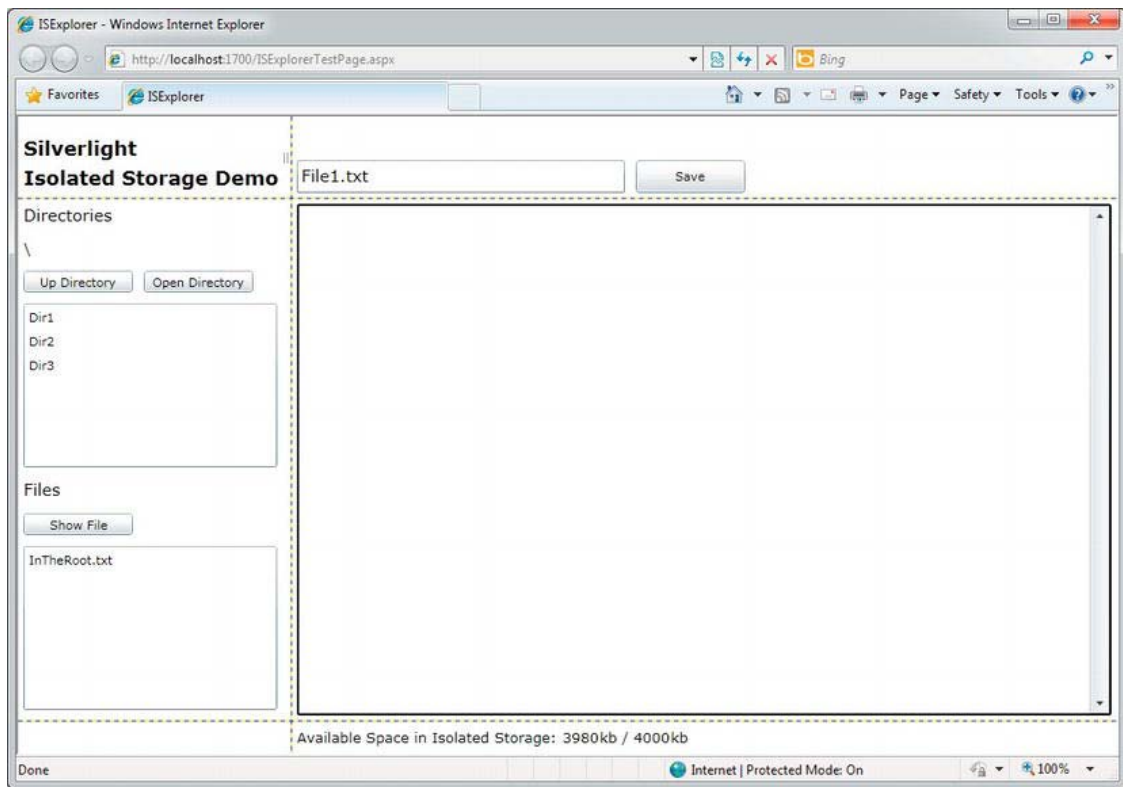 ISExplorer - Windows Internet Explorer
http://localhost:1700/ISExplorerTestPage.aspx
Bing
Favorites
ISExplorer
Page Safety Tools
Silverlight
Isolated Storage Demo
File1.txt
Save
Directories
\
Up Directory
Open Directory
Dir1
Dir2
Dir3
Files
Show File
InTheRoot.txt
Available Space in Isolated Storage: 3980kb / 4000kb
Done
Internet | Protected Mode: On
100%